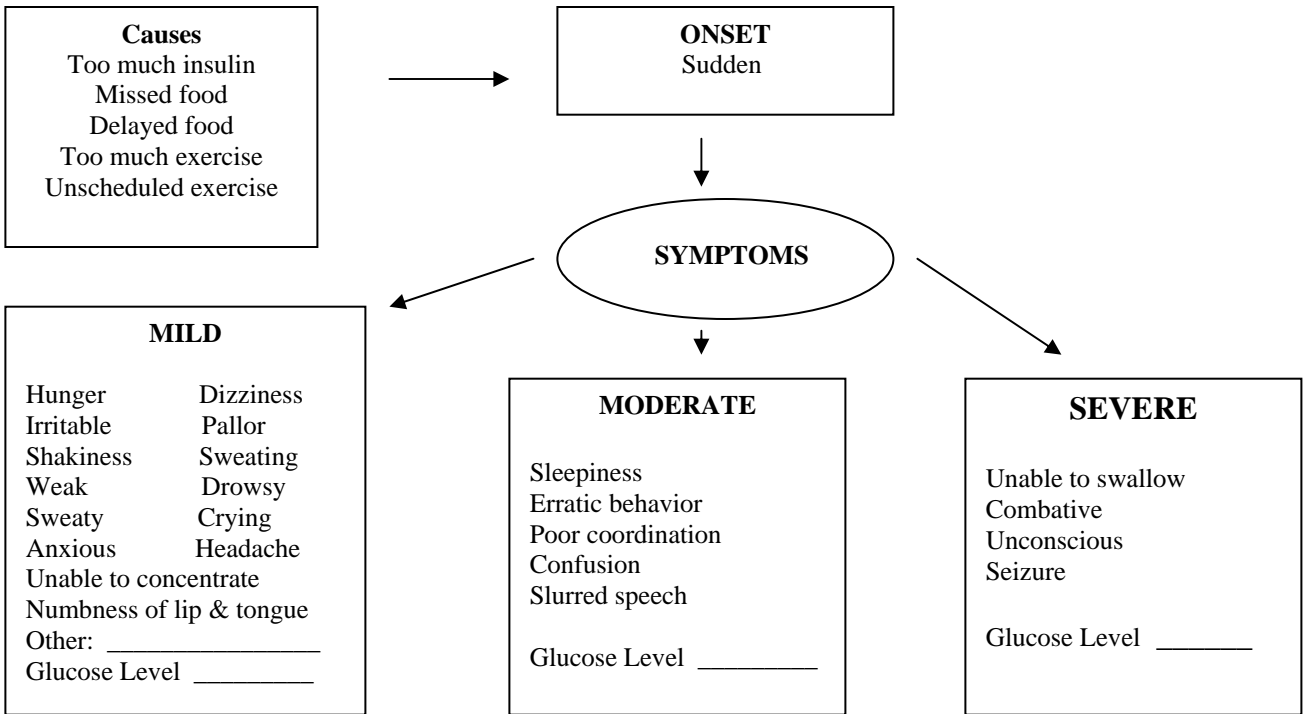 Causes
Too much insulin
Missed food
Delayed food
Too much exercise
Unscheduled exercise
ONSET
Sudden
SYMPTOMS
MILD
Hunger Dizziness
Irritable Pallor
Shakiness Sweating
Weak Drowsy
Sweaty Crying
Anxious Headache
Unable to concentrate
Numbness of lip & tongue
Other: ________________
Glucose Level _________
MODERATE
Sleepiness
Erratic behavior
Poor coordination
Confusion
Slurred speech
Glucose Level _________
SEVERE
Unable to swallow
Combative
Unconscious
Seizure
Glucose Level _______